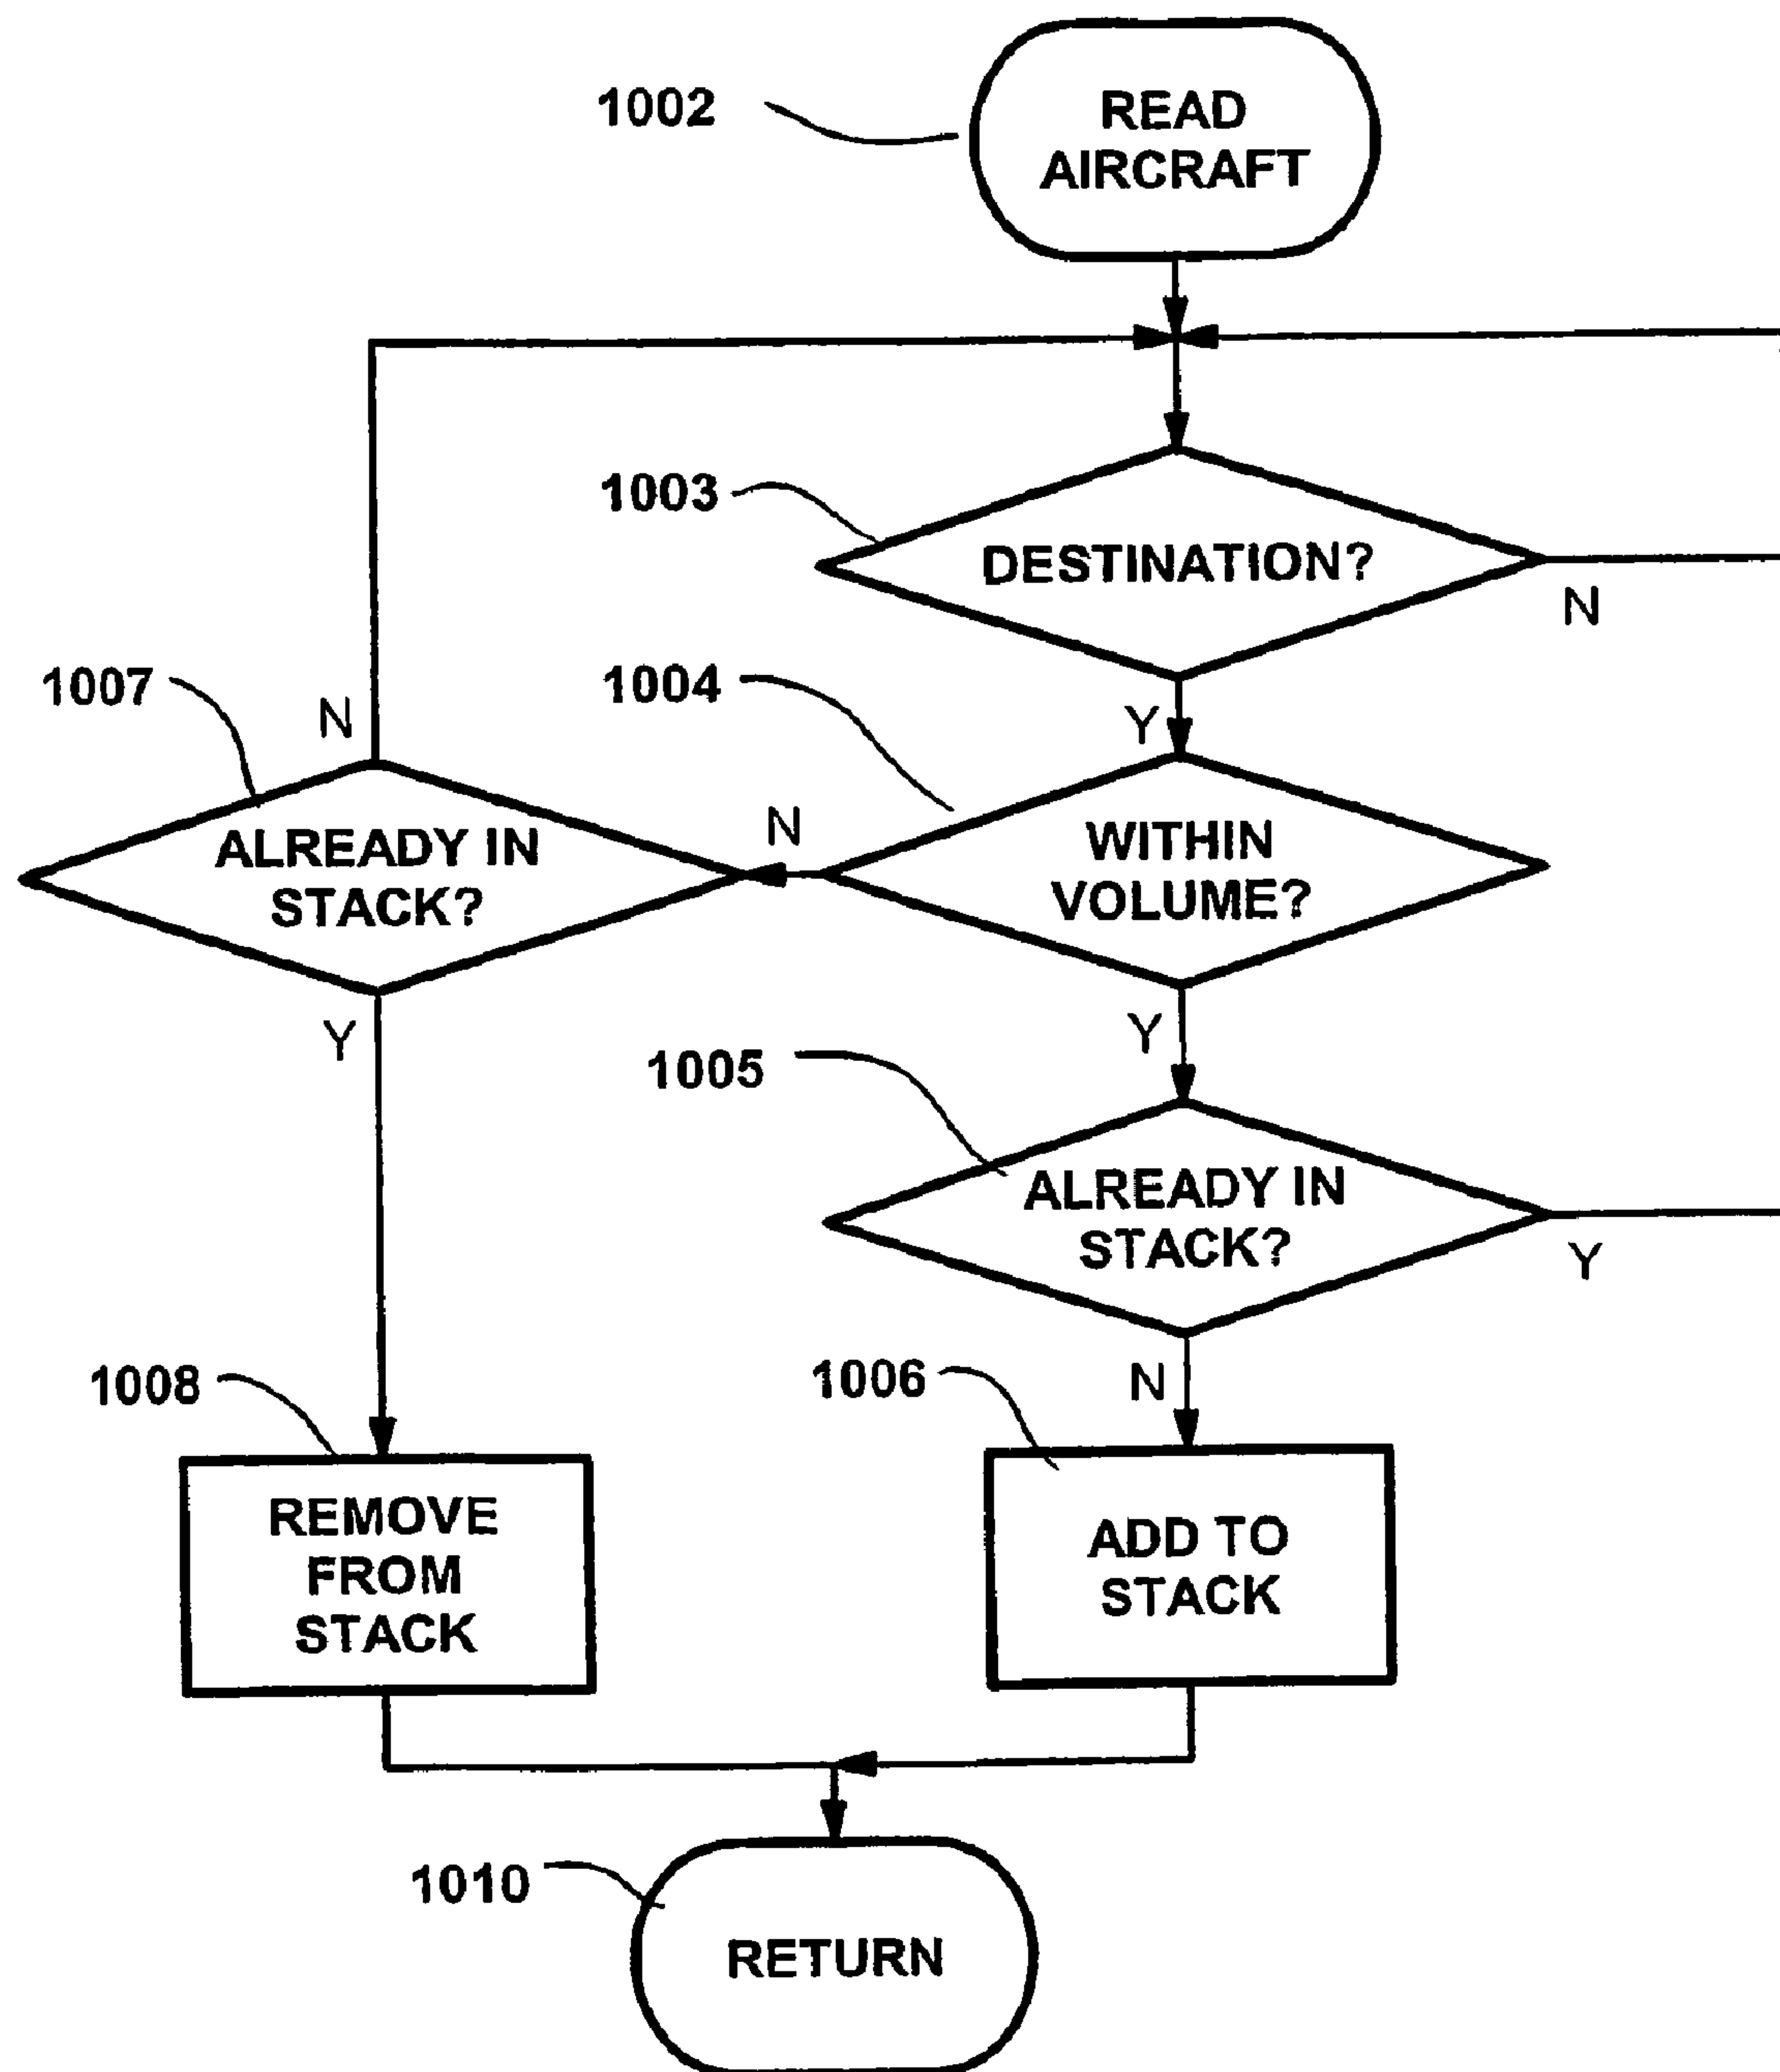 1002
READ
AIRCRAFT
1003
DESTINATION?
N
1004
Y
1007
N
ALREADY IN
STACK?
N
WITHIN
VOLUME?
Y
Y
1005
ALREADY IN
STACK?
Y
1008
1006
N
REMOVE
FROM
STACK
ADD TO
STACK
1010
RETURN